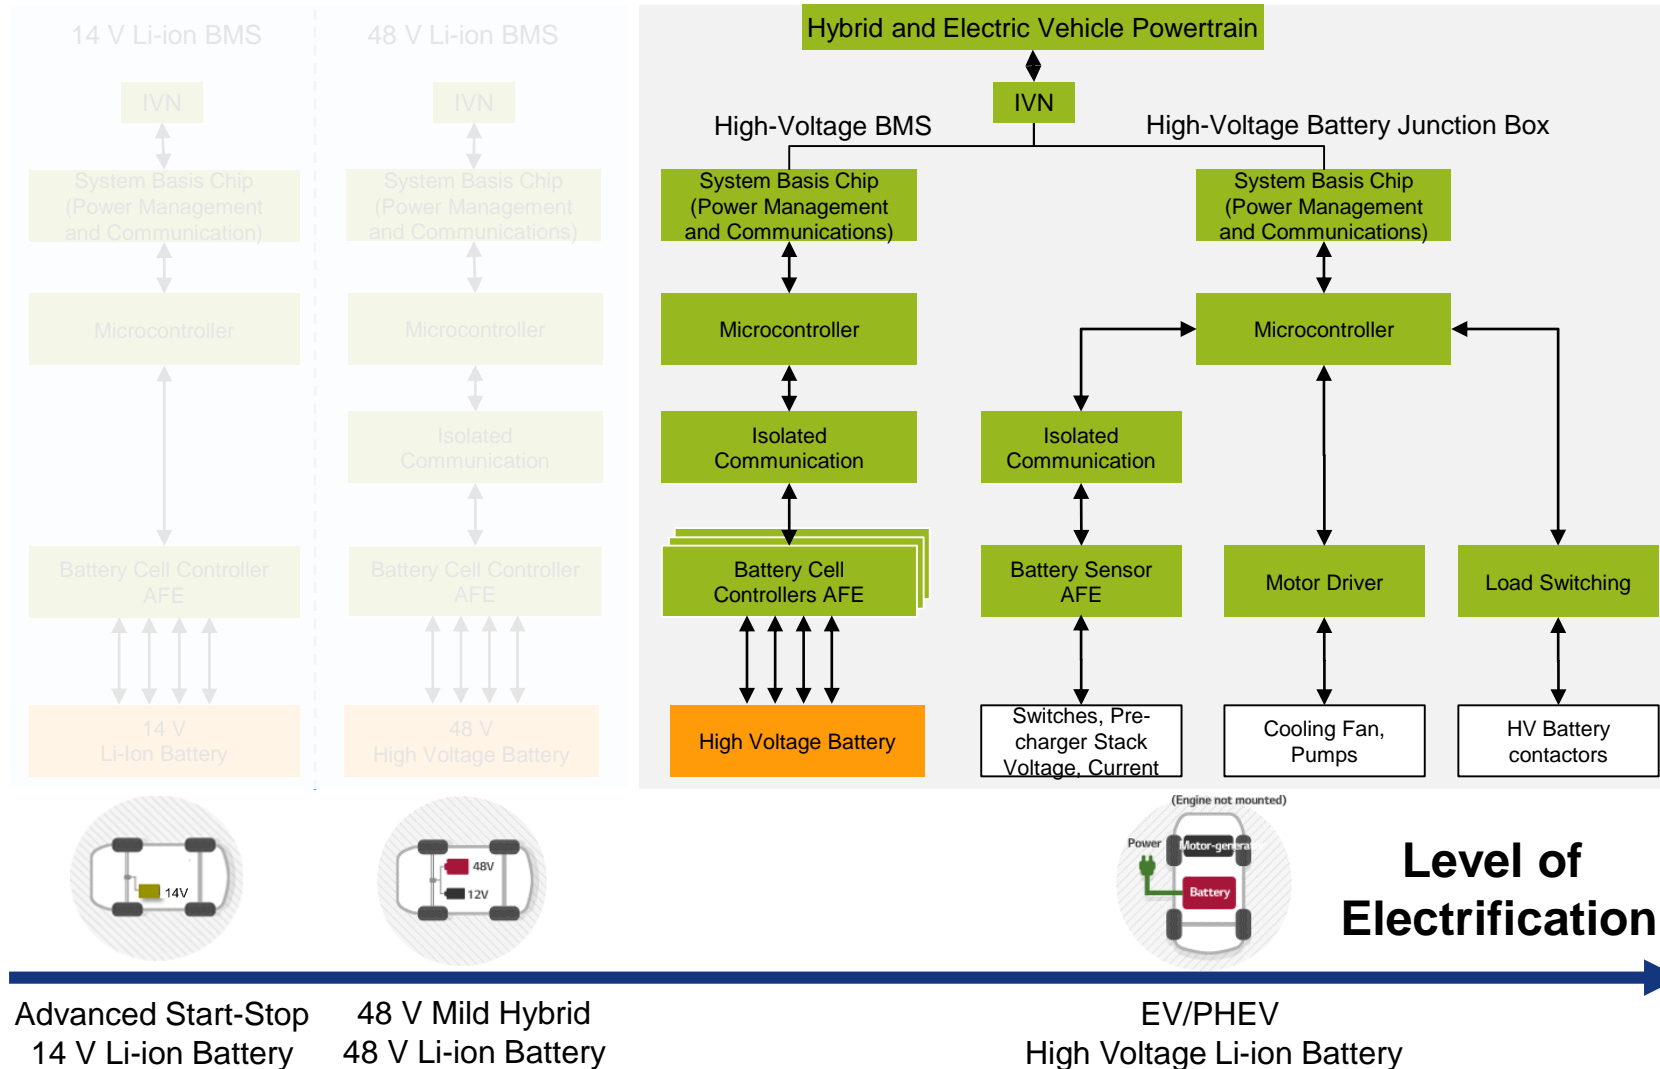 14 V Li-ion BMS
IVN
System Basis Chip
(Power Management
and Communication)
Microcontroller
Battery Cell Controller
AFE
14 V
Li-Ion Battery
48 V Li-ion BMS
IVN
System Basis Chip
(Power Management
and Communications)
Microcontroller
Isolated
Communication
Battery Cell Controller
AFE
48 V
High Voltage Battery
Hybrid and Electric Vehicle Powertrain
IVN
High-Voltage BMS
High-Voltage Battery Junction Box
System Basis Chip
(Power Management
and Communications)
Microcontroller
Isolated
Communication
Battery Cell
Controllers AFE
High Voltage Battery
System Basis Chip
(Power Management
and Communications)
Microcontroller
Isolated
Communication
Battery Sensor
AFE
Motor Driver
Load Switching
Switches, Pre-
charger Stack
Voltage, Current
Cooling Fan,
Pumps
HV Battery
contactors
14V
48V
12V
(Engine not mounted)
Power
Motor-generat
Battery
Level of
Electrification
Advanced Start-Stop
14 V Li-ion Battery
48 V Mild Hybrid
48 V Li-ion Battery
EV/PHEV
High Voltage Li-ion Battery